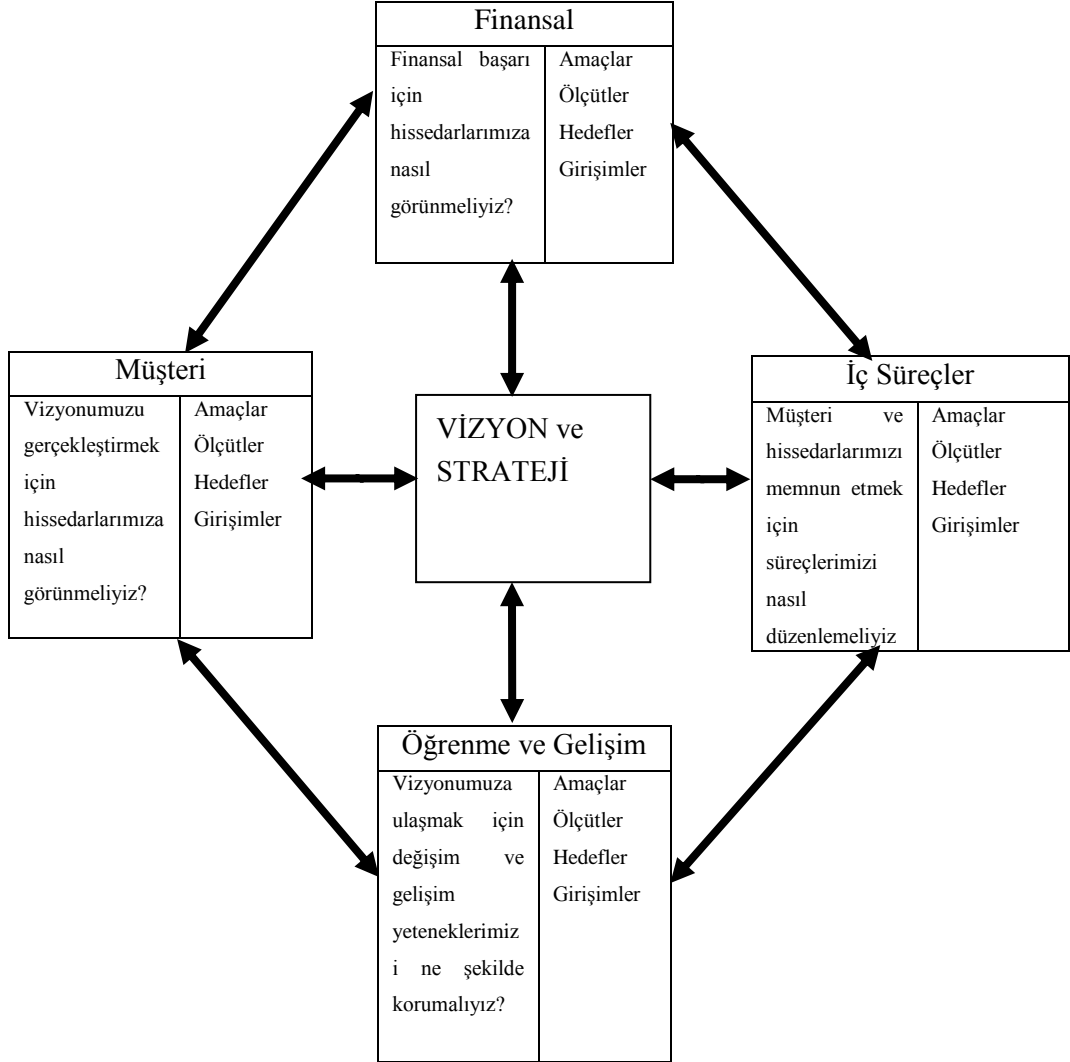 Finansal
Finansal başarı
için
hissedarlarımıza
nasıl
görünmeliyiz?
Amaçlar
Ölçütler
Hedefler
Girişimler
Müşteri
Vizyonumuzu
gerçekleştirmek
için
hissedarlarımıza
nasıl
görünmeliyiz?
Amaçlar
Ölçütler
Hedefler
Girişimler
VİZYON ve
STRATEJİ
İç Süreçler
Müşteri ve
hissedarlarımızı
memnun etmek
için
süreçlerimizi
nasıl
düzenlemeliyiz
Amaçlar
Ölçütler
Hedefler
Girişimler
Öğrenme ve Gelişim
Vizyonumuza
ulaşmak için
değişim ve
gelişim
yeteneklerimiz
i ne şekilde
korumalıyız?
Amaçlar
Ölçütler
Hedefler
Girişimler